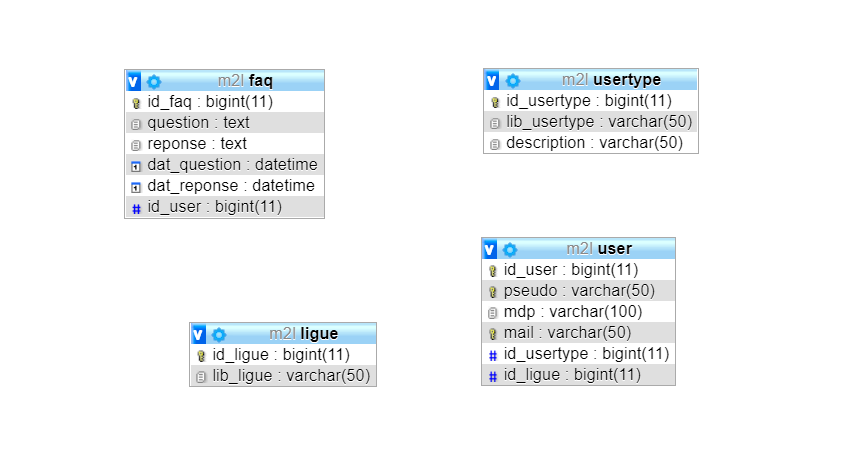 m2l faq
id_faq : bigint(11)
question : text
reponse : text
dat_question : datetime
dat_reponse : datetime
id_user : bigint(11)
m2l usertype
id_usertype : bigint(11)
lib_usertype : varchar(50)
description : varchar(50)
m2l user
id_user : bigint(11)
pseudo : varchar(50)
mdp : varchar(100)
mail : varchar(50)
id_usertype : bigint(11)
id_ligue : bigint(11)
m2l ligue
id_ligue : bigint(11)
lib_ligue : varchar(50)